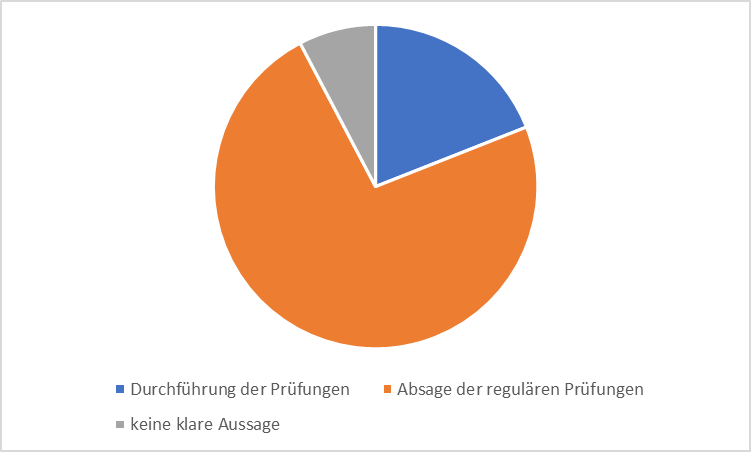 Durchführung der Prüfungen Absage der regulären Prüfungen
keine klare Aussage